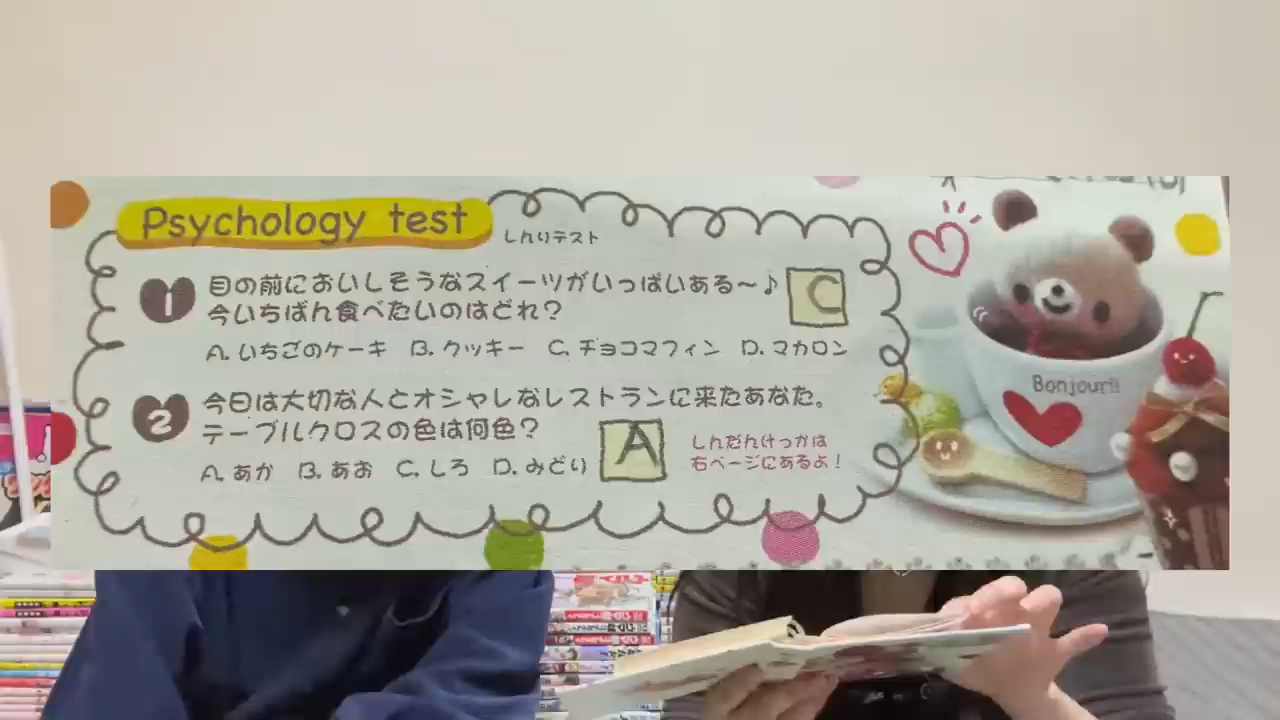 Psychology test
しんりテスト
1 目の前においしそうなスイーツがいっぱいある〜♪
今いちばん食べたいのはどれ?
C
A. いちごのケーキ B. クッキー C. チョコマフィン D. マカロン
2 今日は大切な人とオシャレなレストランに来たあなた。
テーブルクロスの色は何色?
A
A. あか B. あお C. しろ D. みどり
しんだんけっかは
右ページにあるよ!
Bonjour!!